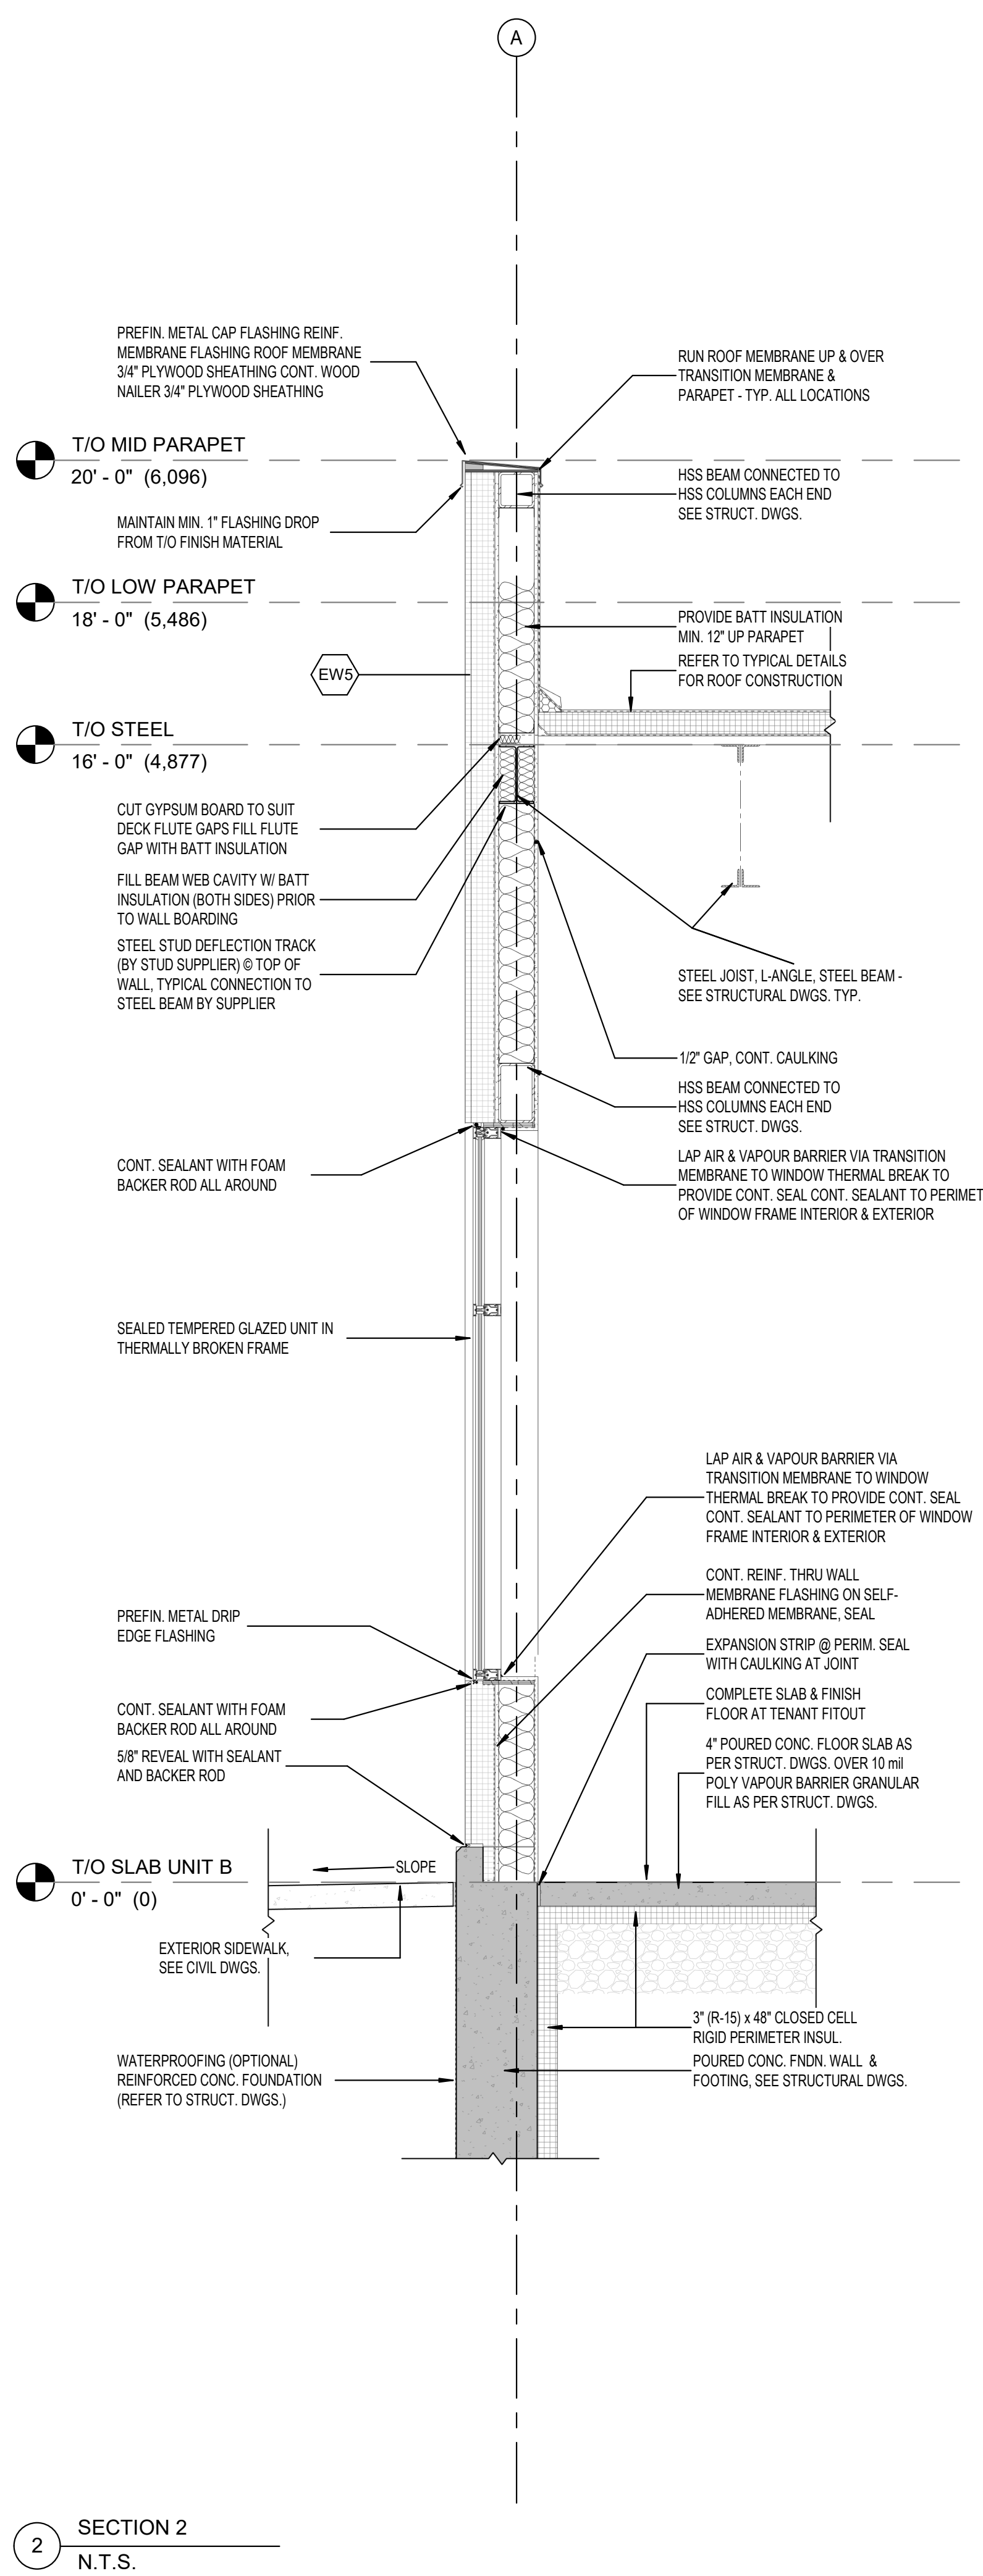 A
PREFIN. METAL CAP FLASHING REINF.
MEMBRANE FLASHING ROOF MEMBRANE
3/4" PLYWOOD SHEATHING CONT. WOOD
NAILER 3/4" PLYWOOD SHEATHING
RUN ROOF MEMBRANE UP & OVER
TRANSITION MEMBRANE &
PARAPET - TYP. ALL LOCATIONS
T/O MID PARAPET
20' - 0" (6,096)
HSS BEAM CONNECTED TO
HSS COLUMNS EACH END
SEE STRUCT. DWGS.
MAINTAIN MIN. 1" FLASHING DROP
FROM T/O FINISH MATERIAL
T/O LOW PARAPET
18' - 0" (5,486)
PROVIDE BATT INSULATION
MIN. 12" UP PARAPET
REFER TO TYPICAL DETAILS
FOR ROOF CONSTRUCTION
EW5
T/O STEEL
16' - 0" (4,877)
CUT GYPSUM BOARD TO SUIT
DECK FLUTE GAPS FILL FLUTE
GAP WITH BATT INSULATION
FILL BEAM WEB CAVITY W/ BATT
INSULATION (BOTH SIDES) PRIOR
TO WALL BOARDING
STEEL STUD DEFLECTION TRACK
(BY STUD SUPPLIER) © TOP OF
WALL, TYPICAL CONNECTION TO
STEEL BEAM BY SUPPLIER
STEEL JOIST, L-ANGLE, STEEL BEAM -
SEE STRUCTURAL DWGS. TYP.
1/2" GAP, CONT. CAULKING
HSS BEAM CONNECTED TO
HSS COLUMNS EACH END
SEE STRUCT. DWGS.
CONT. SEALANT WITH FOAM
BACKER ROD ALL AROUND
LAP AIR & VAPOUR BARRIER VIA TRANSITION
MEMBRANE TO WINDOW THERMAL BREAK TO
PROVIDE CONT. SEAL CONT. SEALANT TO PERIMET
OF WINDOW FRAME INTERIOR & EXTERIOR
SEALED TEMPERED GLAZED UNIT IN
THERMALLY BROKEN FRAME
LAP AIR & VAPOUR BARRIER VIA
TRANSITION MEMBRANE TO WINDOW
THERMAL BREAK TO PROVIDE CONT. SEAL
CONT. SEALANT TO PERIMETER OF WINDOW
FRAME INTERIOR & EXTERIOR
CONT. REINF. THRU WALL
MEMBRANE FLASHING ON SELF-
ADHERED MEMBRANE, SEAL
PREFIN. METAL DRIP
EDGE FLASHING
EXPANSION STRIP @ PERIM. SEAL
WITH CAULKING AT JOINT
COMPLETE SLAB & FINISH
FLOOR AT TENANT FITOUT
CONT. SEALANT WITH FOAM
BACKER ROD ALL AROUND
4" POURED CONC. FLOOR SLAB AS
PER STRUCT. DWGS. OVER 10 mil
POLY VAPOUR BARRIER GRANULAR
FILL AS PER STRUCT. DWGS.
5/8" REVEAL WITH SEALANT
AND BACKER ROD
T/O SLAB UNIT B
0' - 0" (0)
SLOPE
EXTERIOR SIDEWALK,
SEE CIVIL DWGS.
3" (R-15) x 48" CLOSED CELL
RIGID PERIMETER INSUL.
WATERPROOFING (OPTIONAL)
REINFORCED CONC. FOUNDATION
(REFER TO STRUCT. DWGS.)
POURED CONC. FNDN. WALL &
FOOTING, SEE STRUCTURAL DWGS.
2
SECTION 2
N.T.S.